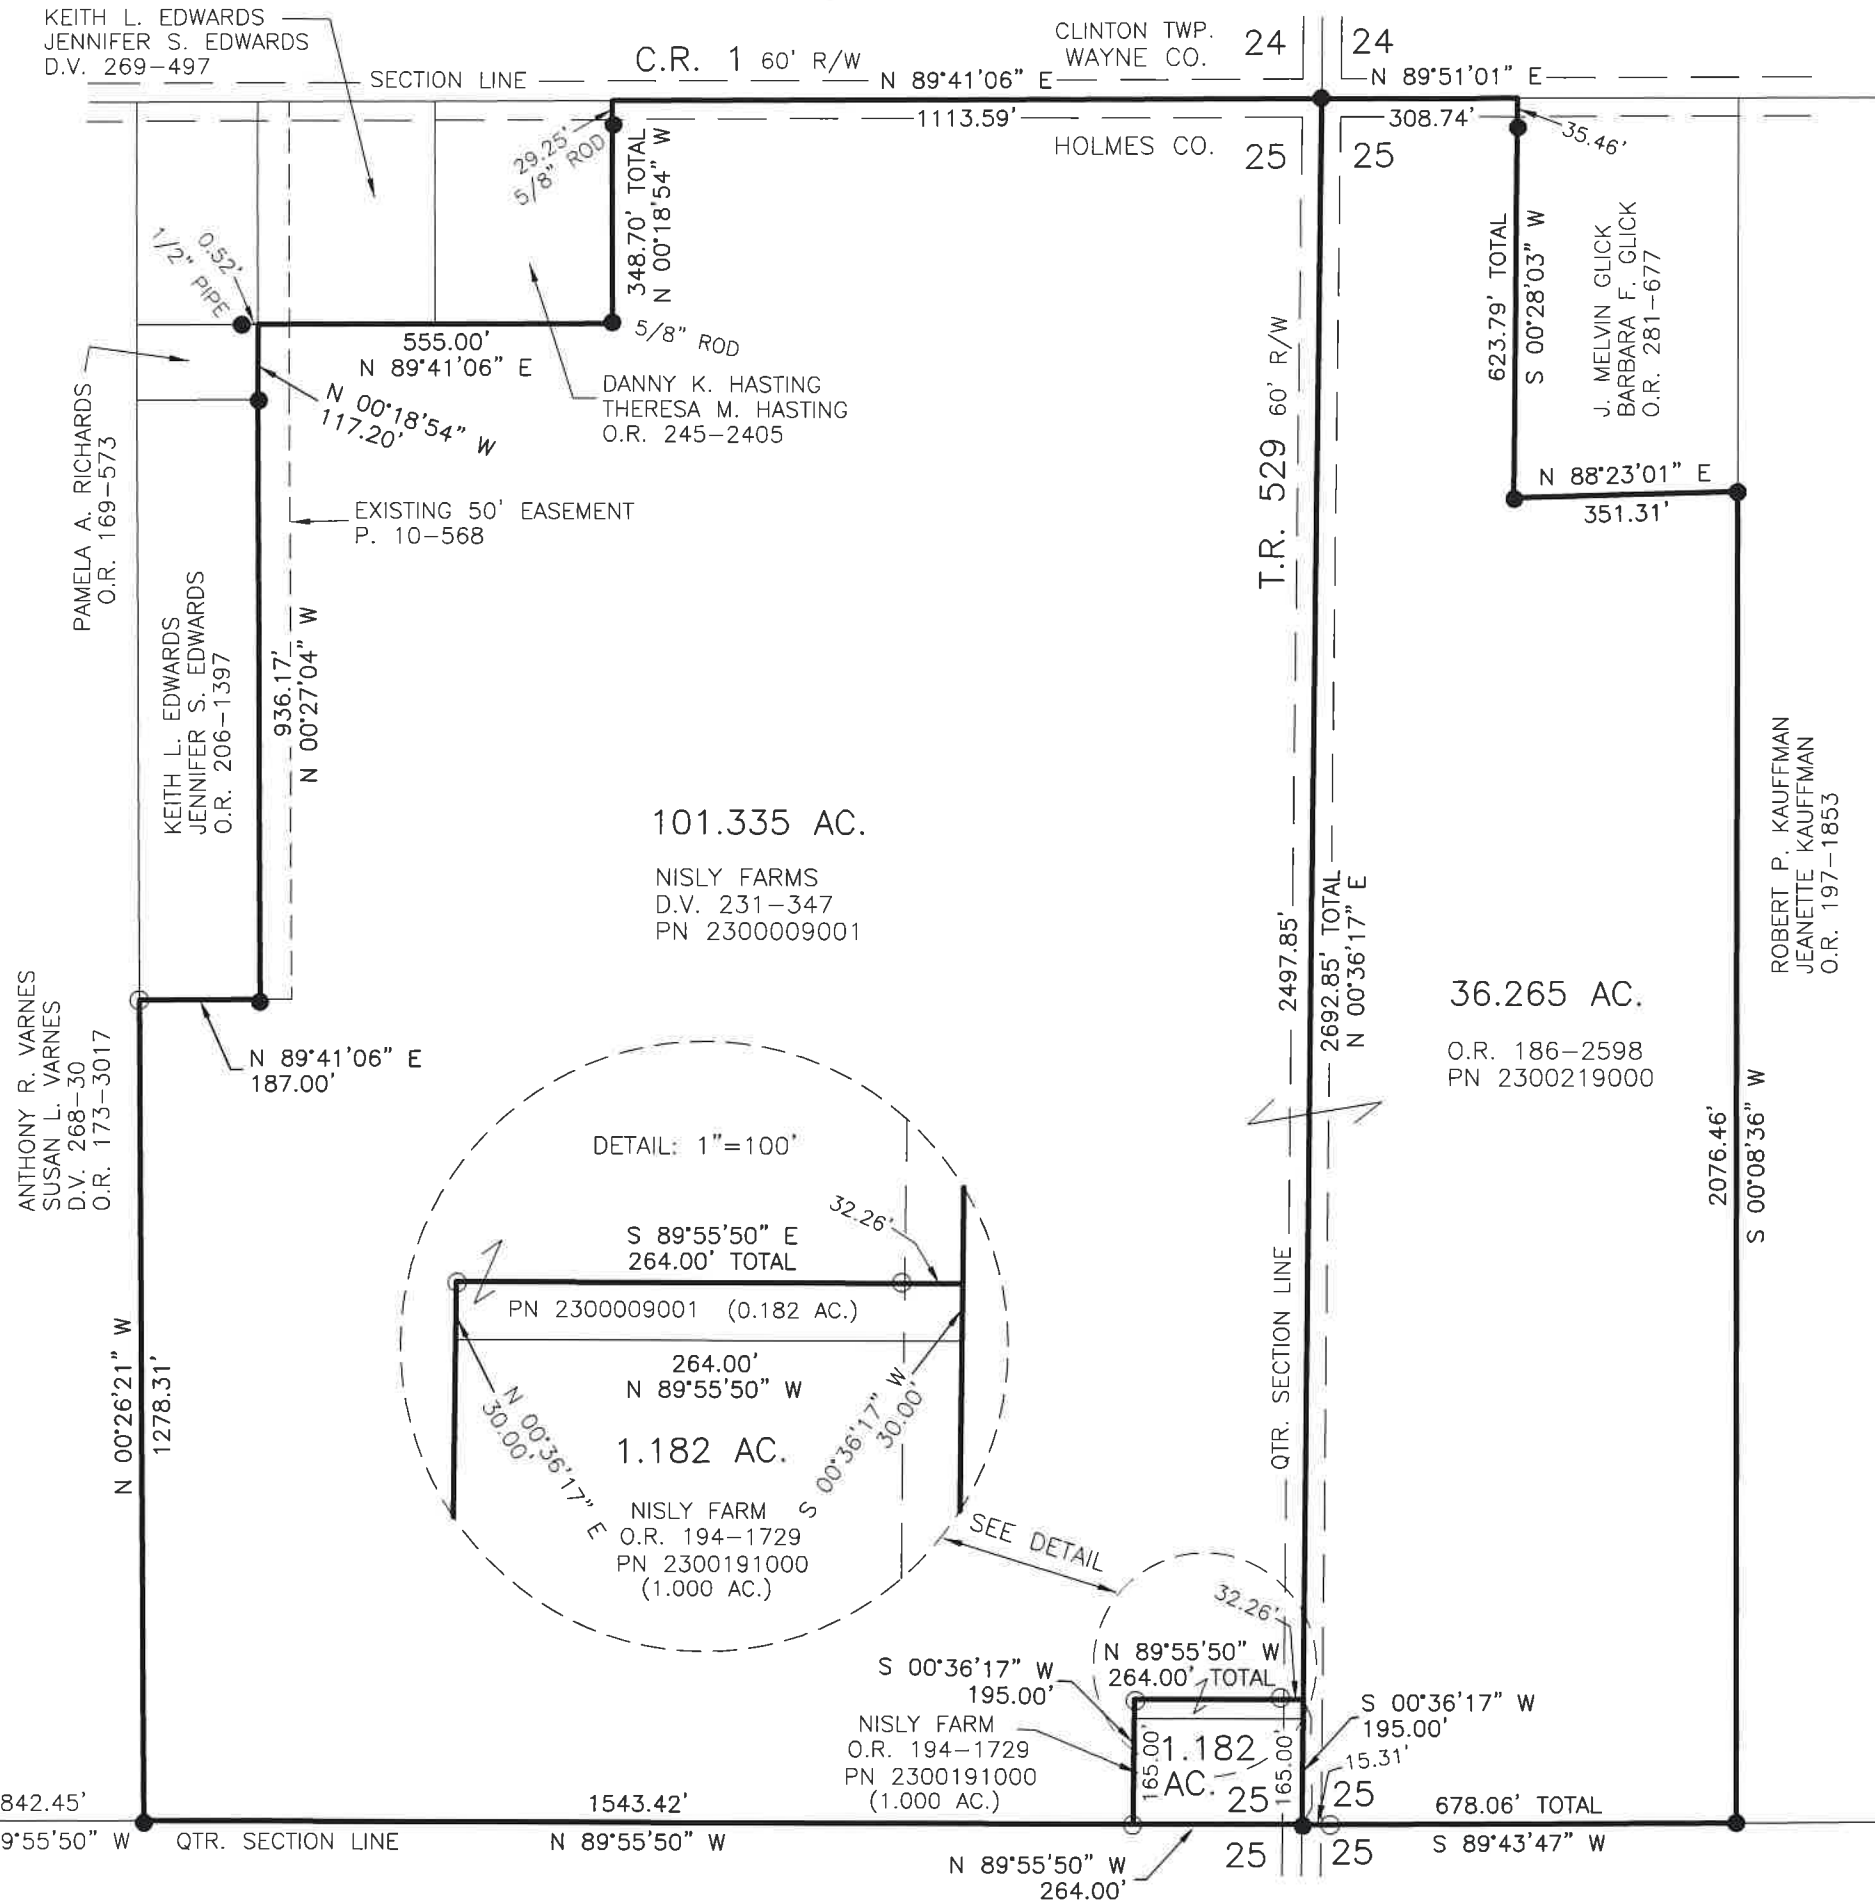 KEITH L. EDWARDS
JENNIFER S. EDWARDS
D.V. 269-497
SECTION LINE
C.R. 1 60' R/W
N 89°41'06" E
1113.59'
CLINTON TWP.
WAYNE CO.
HOLMES CO.
24
24
25
25
N 89°51'01" E
308.74'
35.46'
29.25'
5/8" ROD
348.70' TOTAL
N 00°18'54" W
0.52'
1/2" PIPE
555.00'
N 89°41'06" E
5/8" ROD
N 00°18'54" W
117.20'
DANNY K. HASTING
THERESA M. HASTING
O.R. 245-2405
623.79' TOTAL
S 00°28'03" W
J. MELVIN GLICK
BARBARA F. GLICK
O.R. 281-677
N 88°23'01" E
351.31'
T.R. 529 60' R/W
PAMELA A. RICHARDS
O.R. 169-573
EXISTING 50' EASEMENT
P. 10-568
KEITH L. EDWARDS
JENNIFER S. EDWARDS
O.R. 206-1397
936.17'
N 00°27'04" W
101.335 AC.
NISLY FARMS
D.V. 231-347
PN 2300009001
2497.85'
2692.85' TOTAL
N 00°36'17" E
36.265 AC.
O.R. 186-2598
PN 2300219000
ROBERT P. KAUFFMAN
JEANETTE KAUFFMAN
O.R. 197-1853
2076.46'
S 00°08'36" W
ANTHONY R. VARNES
SUSAN L. VARNES
D.V. 268-30
O.R. 173-3017
N 89°41'06" E
187.00'
N 00°26'21" W
1278.31'
DETAIL: 1"=100'
32.26'
S 89°55'50" E
264.00' TOTAL
PN 2300009001 (0.182 AC.)
264.00'
N 89°55'50" W
N 00°36'17" E
30.00'
S 00°36'17" W
30.00'
1.182 AC.
NISLY FARM
O.R. 194-1729
PN 2300191000
(1.000 AC.)
SEE DETAIL
QTR. SECTION LINE
32.26'
N 89°55'50" W
264.00' TOTAL
S 00°36'17" W
195.00'
NISLY FARM
O.R. 194-1729
PN 2300191000
(1.000 AC.)
165.00'
1.182
AC.
165.00'
S 00°36'17" W
195.00'
15.31'
25
25
25
25
842.45'
9°55'50" W
QTR. SECTION LINE
1543.42'
N 89°55'50" W
N 89°55'50" W
264.00'
678.06' TOTAL
S 89°43'47" W